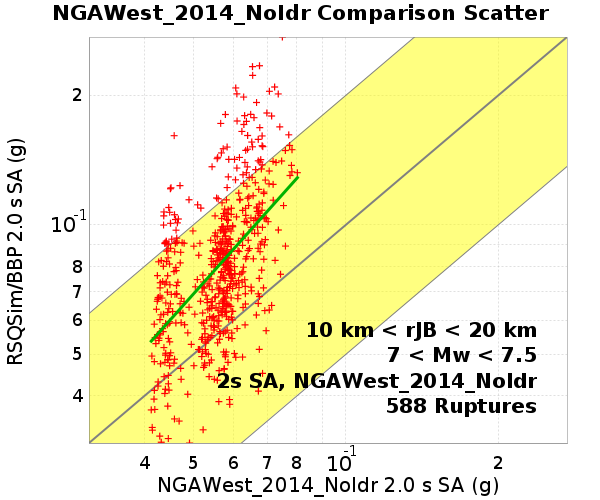 NGAWest_2014_NoIdr Comparison Scatter
RSQSim/BBP 2.0 s SA (g)
2
10-1
8
7
6
5
4
10 km < rJB < 20 km
7 < Mw < 7.5
2s SA, NGAWest_2014_NoIdr
588 Ruptures
4 5 6 7 8 10-1 2
NGAWest_2014_NoIdr 2.0 s SA (g)